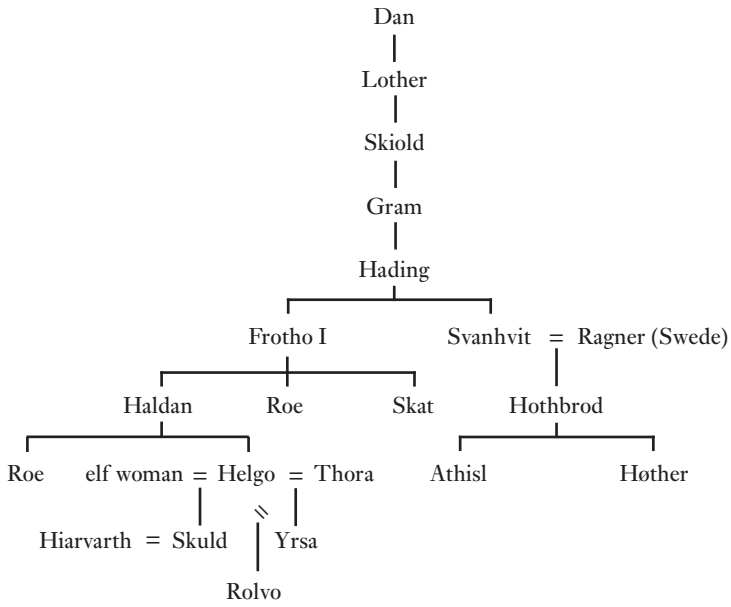 Dan
Lother
Skiold
Gram
Hading
Frotho I Svanhvit = Ragner (Swede)
Haldan Roe Skat Hothbrod
Roe elf woman = Helgo = Thora Athisl Høther
=
Hiarvarth = Skuld Yrsa
Rolvo